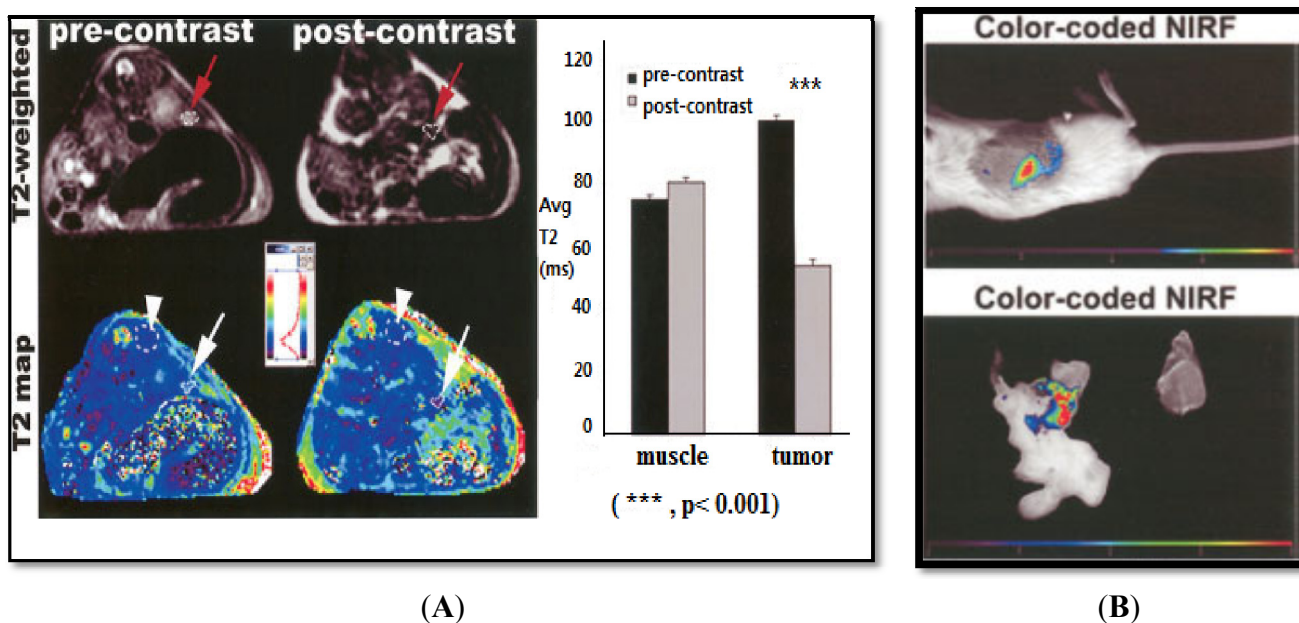 pre-contrast
post-contrast
T2-weighted
T2 map
120
100
80
60
40
20
0
Avg
T2
(ms)
pre-contrast
post-contrast
***
muscle
tumor
( *** , p< 0.001)
Color-coded NIRF
Color-coded NIRF
(A)
(B)